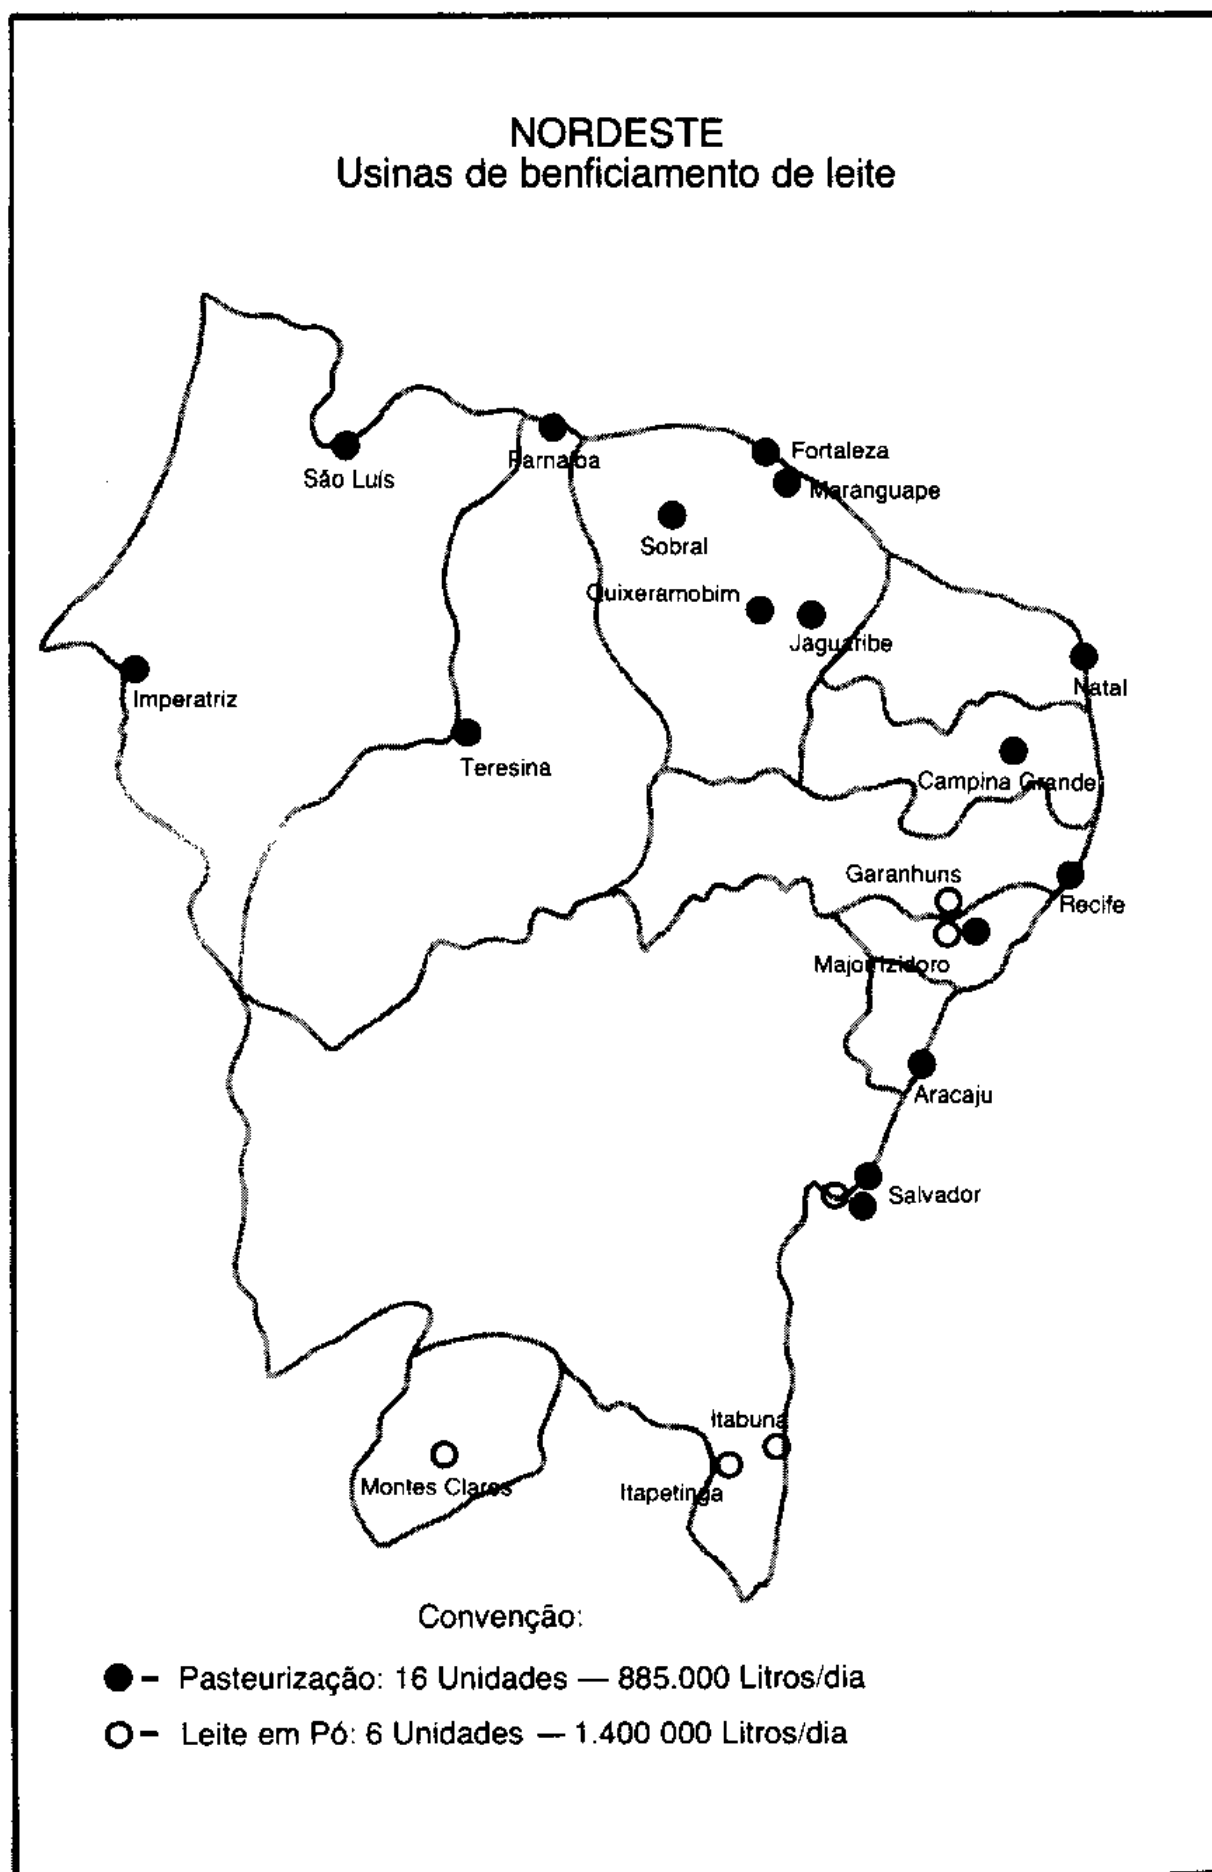 NORDESTE
Usinas de benficiamento de leite
Fortaleza
Parnaíba
São Luís
Maranguape
Sobral
Quixeramobim
Jaguaribe
Natal
Imperatriz
Teresina
Campina Grande
Garanhuns
Recife
Major Izidoro
Aracaju
Salvador
Itabuna
Montes Claros
Itapetinga
Convenção:
– Pasteurização: 16 Unidades — 885.000 Litros/dia
– Leite em Pó: 6 Unidades — 1.400 000 Litros/dia